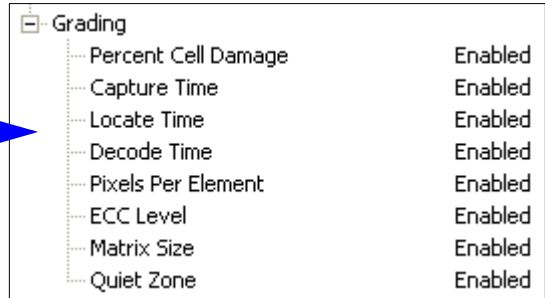 Grading
Percent Cell Damage Enabled
Capture Time Enabled
Locate Time Enabled
Decode Time Enabled
Pixels Per Element Enabled
ECC Level Enabled
Matrix Size Enabled
Quiet Zone Enabled